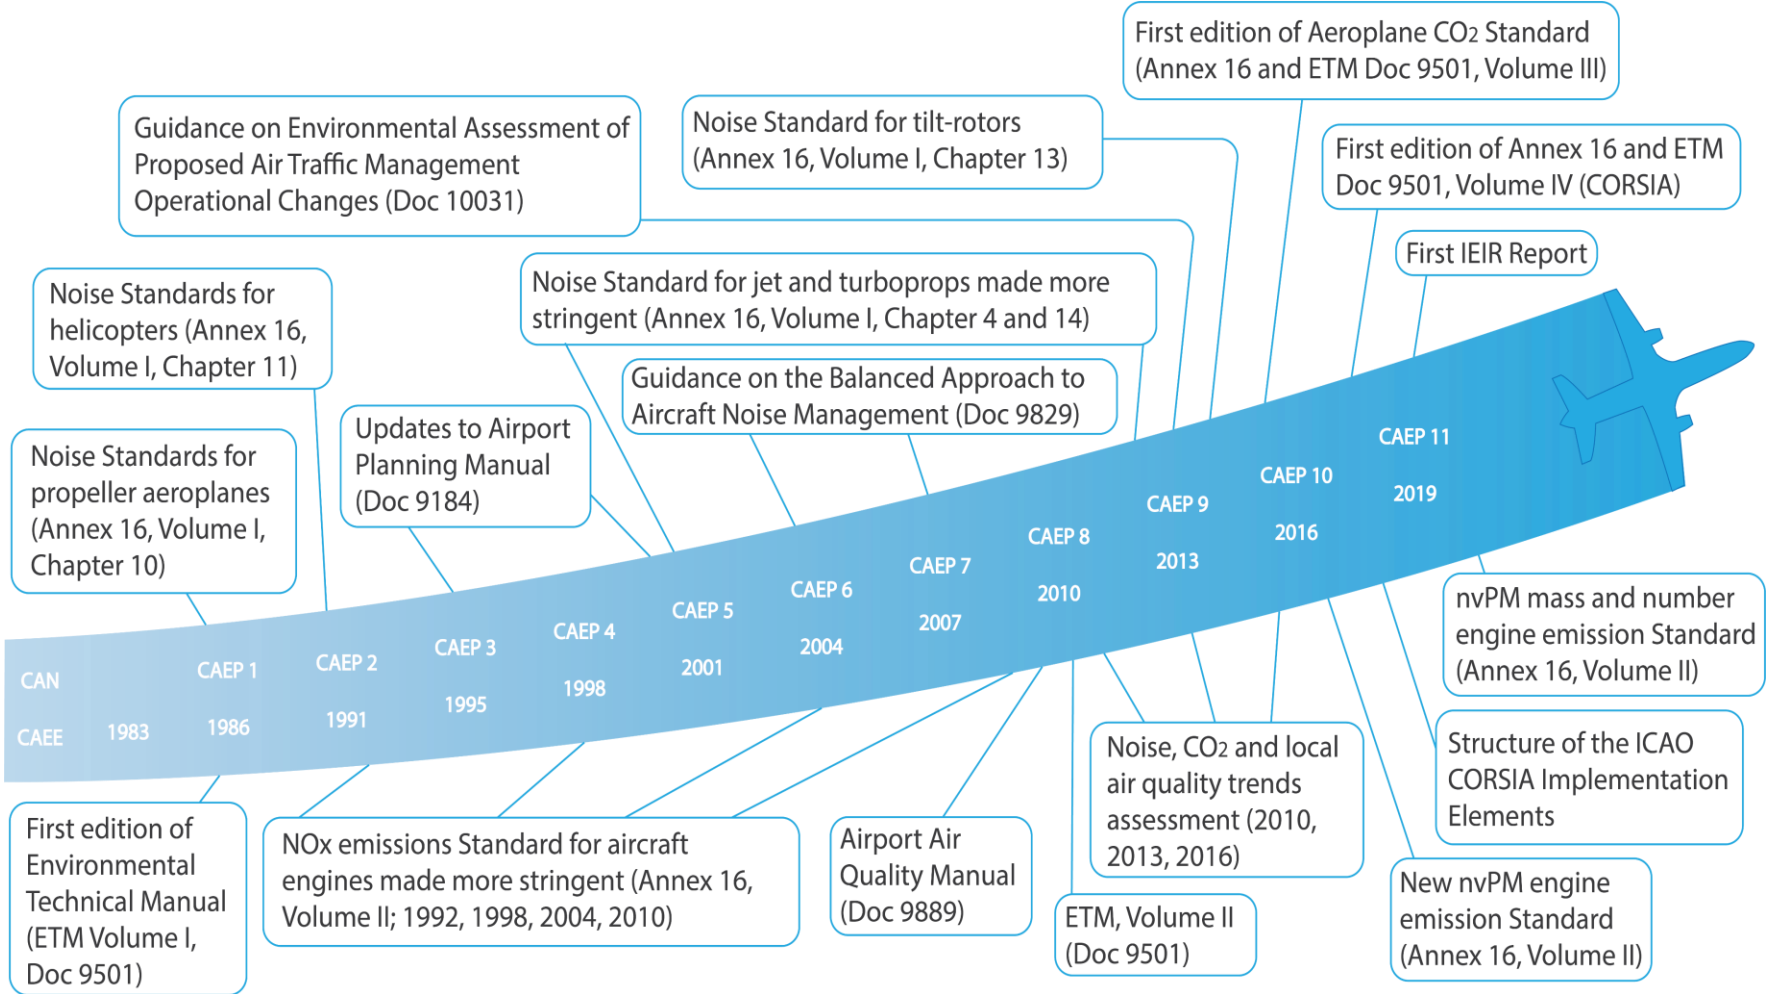 First edition of Aeroplane CO2 Standard
(Annex 16 and ETM Doc 9501, Volume III)
Guidance on Environmental Assessment of
Proposed Air Traffic Management
Operational Changes (Doc 10031)
Noise Standard for tilt-rotors
(Annex 16, Volume I, Chapter 13)
First edition of Annex 16 and ETM
Doc 9501, Volume IV (CORSIA)
First IEIR Report
Noise Standards for
helicopters (Annex 16,
Volume I, Chapter 11)
Noise Standard for jet and turboprops made more
stringent (Annex 16, Volume I, Chapter 4 and 14)
Guidance on the Balanced Approach to
Aircraft Noise Management (Doc 9829)
Updates to Airport
Planning Manual
(Doc 9184)
Noise Standards for
propeller aeroplanes
(Annex 16, Volume I,
Chapter 10)
CAN
CAEE
1983
CAEP 1
1986
CAEP 2
1991
CAEP 3
1995
CAEP 4
1998
CAEP 5
2001
CAEP 6
2004
CAEP 7
2007
CAEP 8
2010
CAEP 9
2013
CAEP 10
2016
CAEP 11
2019
First edition of
Environmental
Technical Manual
(ETM Volume I,
Doc 9501)
NOx emissions Standard for aircraft
engines made more stringent (Annex 16,
Volume II; 1992, 1998, 2004, 2010)
Airport Air
Quality Manual
(Doc 9889)
ETM, Volume II
(Doc 9501)
Noise, CO2 and local
air quality trends
assessment (2010,
2013, 2016)
New nvPM engine
emission Standard
(Annex 16, Volume II)
Structure of the ICAO
CORSIA Implementation
Elements
nvPM mass and number
engine emission Standard
(Annex 16, Volume II)